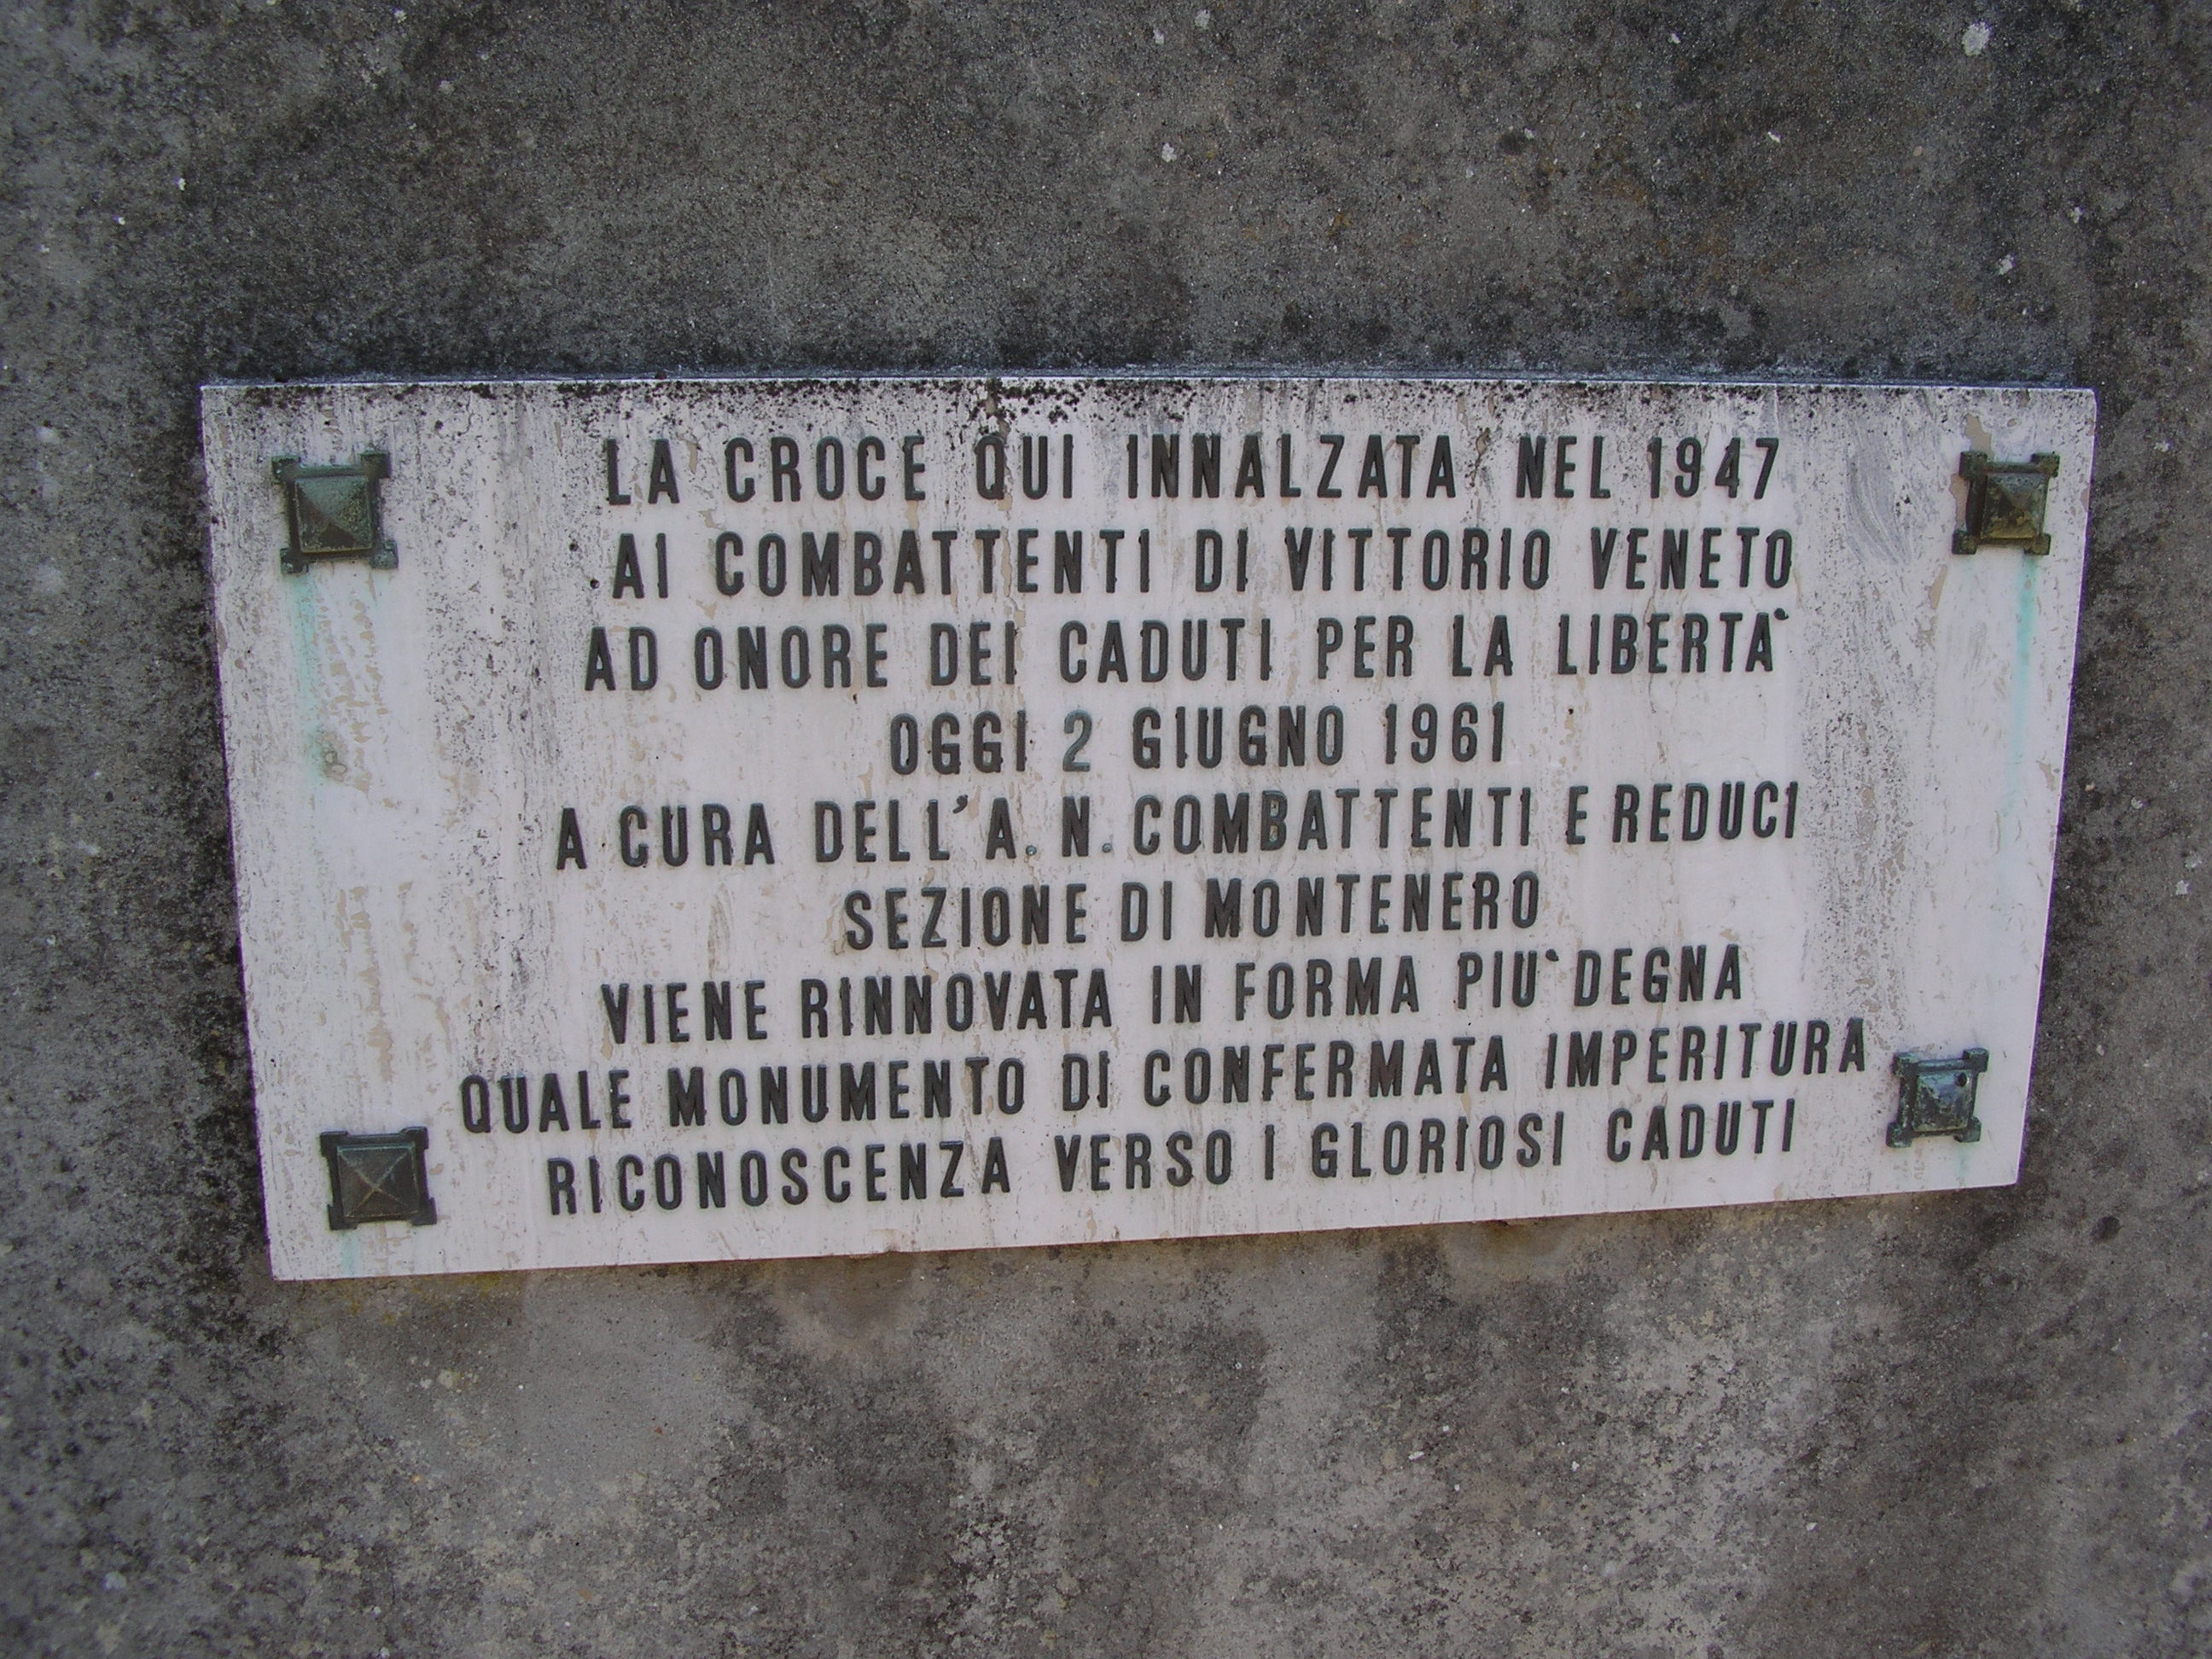 LA CROCE QUI INNALZATA NEL 1947
AI COMBATTENTI DI VITTORIO VENETO
AD ONORE DEI CADUTI PER LA LIBERTA`
OGGI 2 GIUGNO 1961
A CURA DELL'A. N. COMBATTENTI E REDUCI
SEZIONE DI MONTENERO
VIENE RINNOVATA IN FORMA PIU` DEGNA
QUALE MONUMENTO DI CONFERMATA IMPERITURA
RICONOSCENZA VERSO I GLORIOSI CADUTI